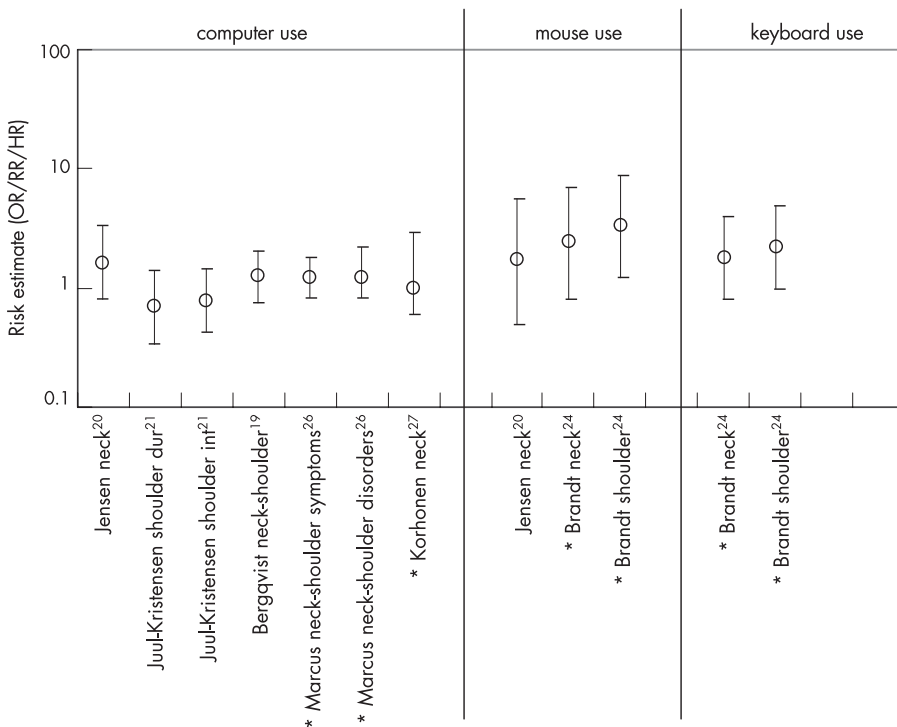 computer use
mouse use
keyboard use
Risk estimate (OR/RR/HR)
100
10
1
0.1
Jensen neck20
Juul-Kristensen shoulder dur21
Juul-Kristensen shoulder int21
Bergqvist neck-shoulder19
* Marcus neck-shoulder symptoms26
* Marcus neck-shoulder disorders26
* Korhonen neck27
Jensen neck20
* Brandt neck24
* Brandt shoulder24
* Brandt neck24
* Brandt shoulder24